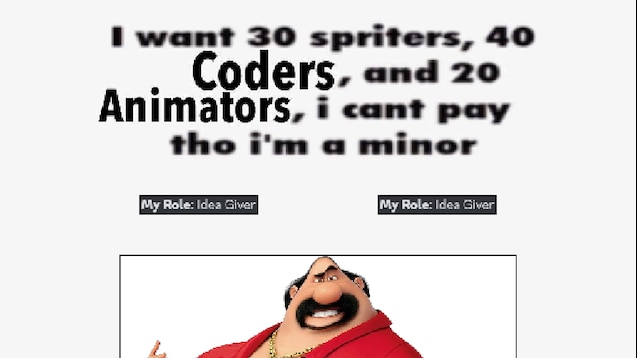 I want 30 spriters, 40
Coders, and 20
Animators, i cant pay
tho i'm a minor
My Role: Idea Giver
My Role: Idea Giver